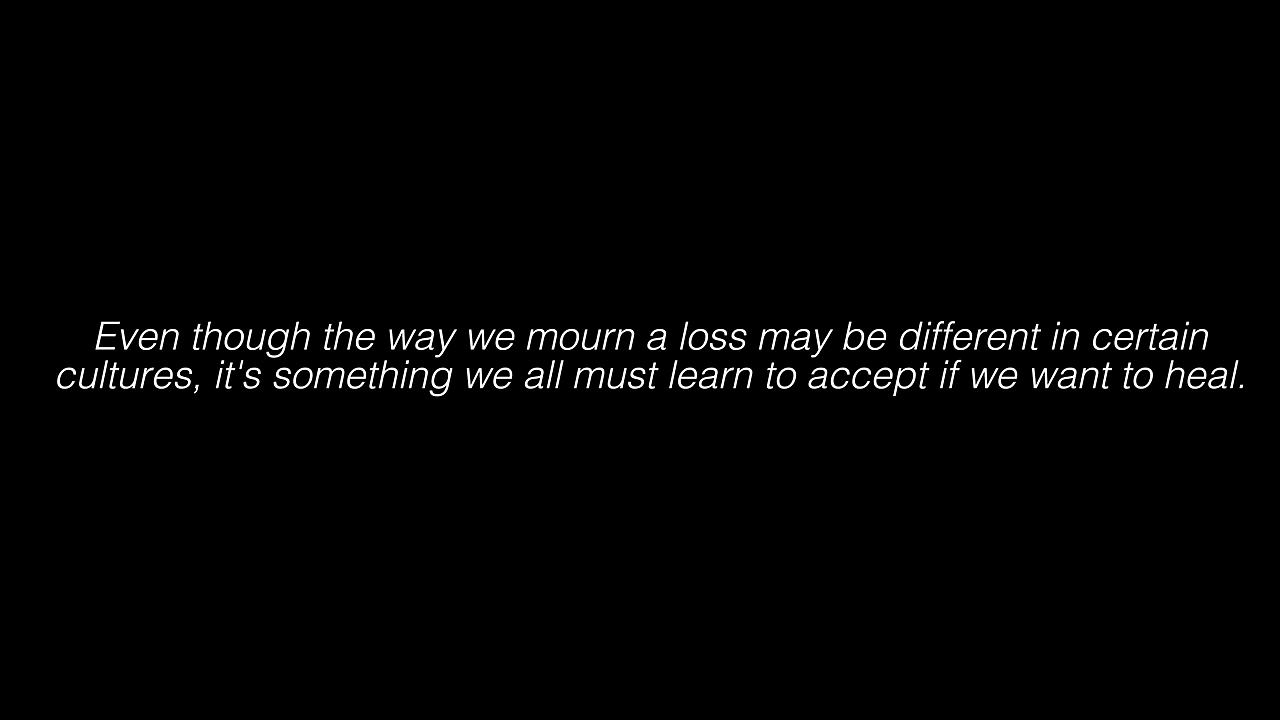 Even though the way we mourn a loss may be different in certain
cultures, it's something we all must learn to accept if we want to heal.